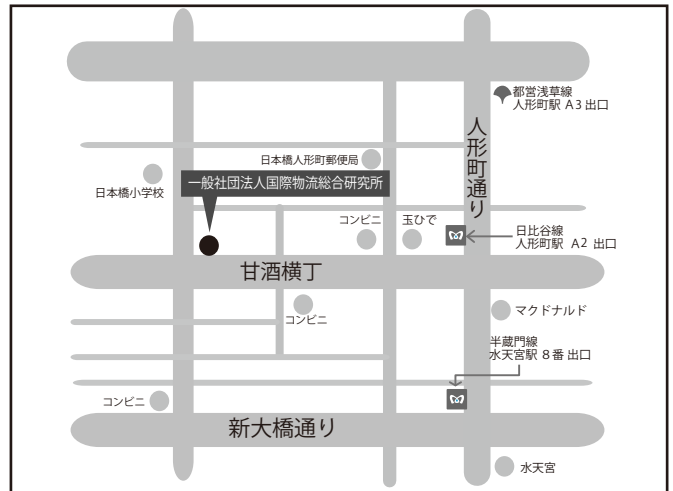 都営浅草線
人形町駅 A3 出口
人形町通り
日本橋人形町郵便局
一般社団法人国際物流総合研究所
日本橋小学校
コンビニ
玉ひで
日比谷線
人形町駅 A2 出口
甘酒横丁
コンビニ
マクドナルド
半蔵門線
水天宮駅 8番 出口
コンビニ
新大橋通り
水天宮